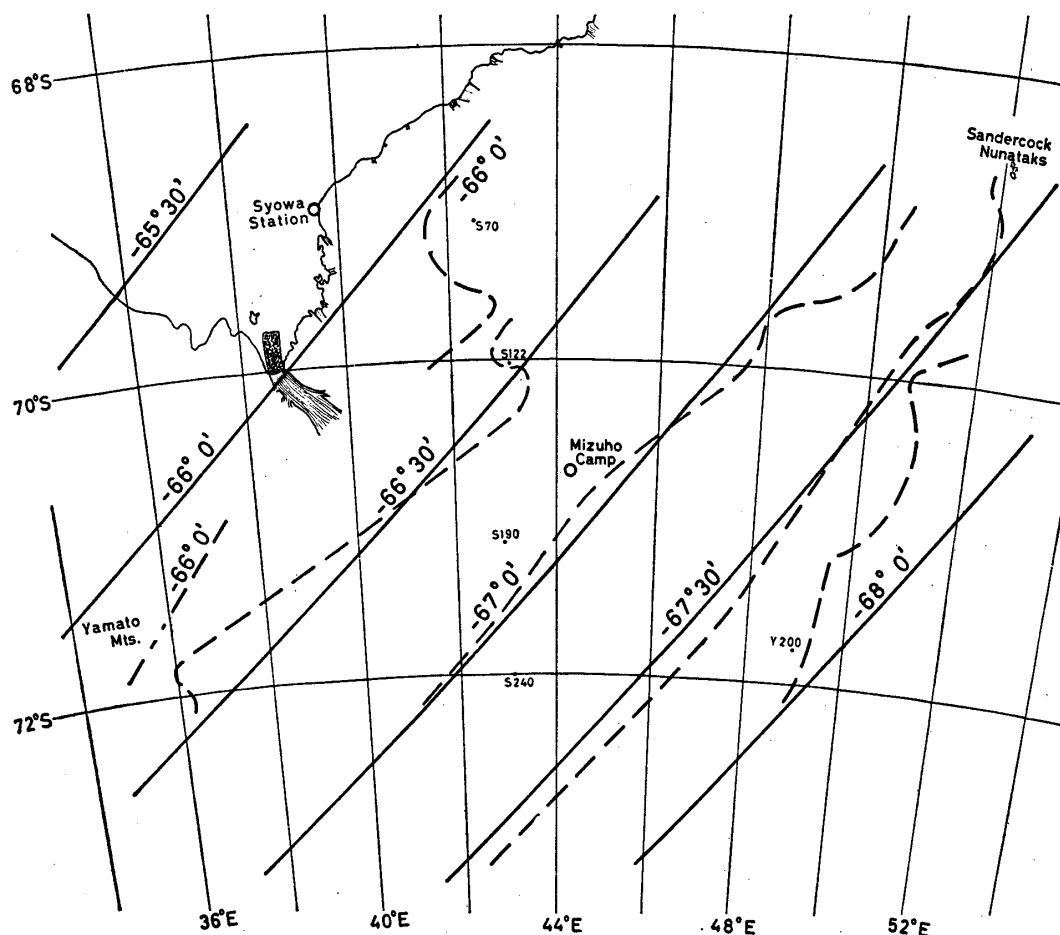 68°S
Sandercock
Nunataks
-65°30'
-66°0'
Syowa
Station
S70
S122
70°S
Mizuho
Camp
-66°0'
-66°30'
S190
-66°0'
-67°0'
-67°30'
-68°0'
Yamato
Mts.
Y200
S240
72°S
36°E
40°E
44°E
48°E
52°E